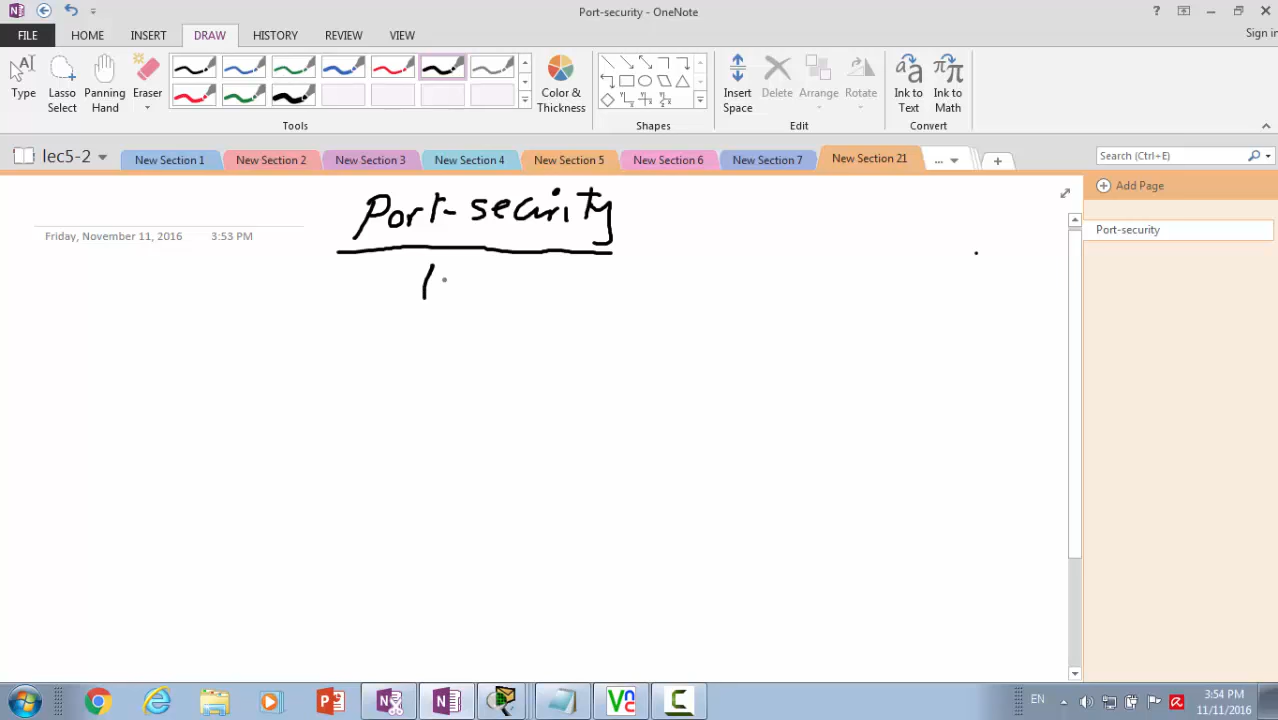 Port-security - OneNote
? 
Sign in
FILE HOME INSERT DRAW HISTORY REVIEW VIEW
Type Lasso Select Panning Hand Eraser Color & Thickness Insert Space Delete Arrange Rotate Ink to Text Ink to Math
Tools Shapes Edit Convert
lec5-2 New Section 1 New Section 2 New Section 3 New Section 4 New Section 5 New Section 6 New Section 7 New Section 21 ... + Search (Ctrl+E)
Add Page
Port-security
Port-security
Friday, November 11, 2016 3:53 PM
EN 3:54 PM
11/11/2016